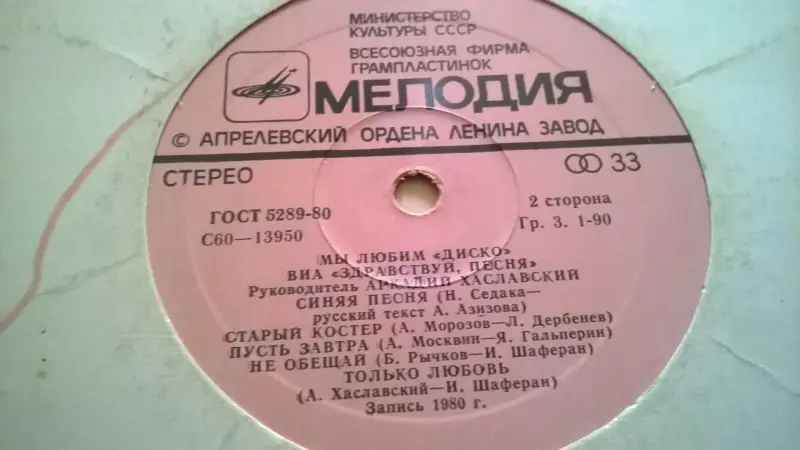 МИНИСТЕРСТВО
КУЛЬТУРЫ СССР
ВСЕСОЮЗНАЯ ФИРМА
ГРАМПЛАСТИНОК
МЕЛОДИЯ
© АПРЕЛЕВСКИЙ ОРДЕНА ЛЕНИНА ЗАВОД
СТЕРЕО
33
ГОСТ 5289-80
2 сторона
С60—13950
Гр. 3. 1-90
МЫ ЛЮБИМ «ДИСКО»
ВИА «ЗДРАВСТВУЙ, ПЕСНЯ»
Руководитель АРКАДИЙ ХАСЛАВСКИЙ
СИНЯЯ ПЕСНЯ (Н. Седака—
русский текст А. Азизова)
СТАРЫЙ КОСТЕР (А. Морозов—Л. Дербенев)
ПУСТЬ ЗАВТРА (А. Москвин—Я. Гальперин)
НЕ ОБЕЩАЙ (Б. Рычков—И. Шаферан)
ТОЛЬКО ЛЮБОВЬ
(А. Хаславский—И. Шаферан)
Запись 1980 г.